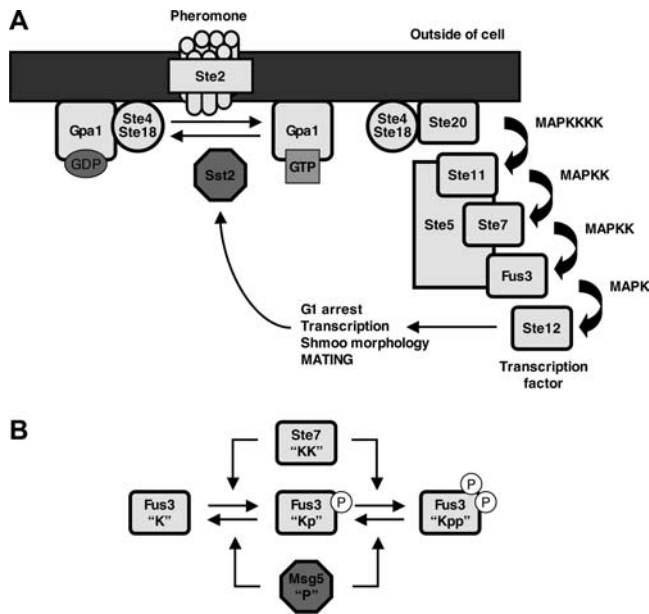 A
Pheromone
Outside of cell
Ste2
Gpa1
Ste4
Ste18
GDP
Gpa1
GTP
Sst2
Ste4
Ste18
Ste20
MAPKKKK
Ste11
MAPKK
Ste5
Ste7
MAPKK
Fus3
MAPK
Ste12
Transcription
factor
G1 arrest
Transcription
Shmoo morphology
MATING
B
Ste7
"KK"
Fus3
"K"
Fus3
"Kp"
P
Fus3
"Kpp"
P
P
Msg5
"P"